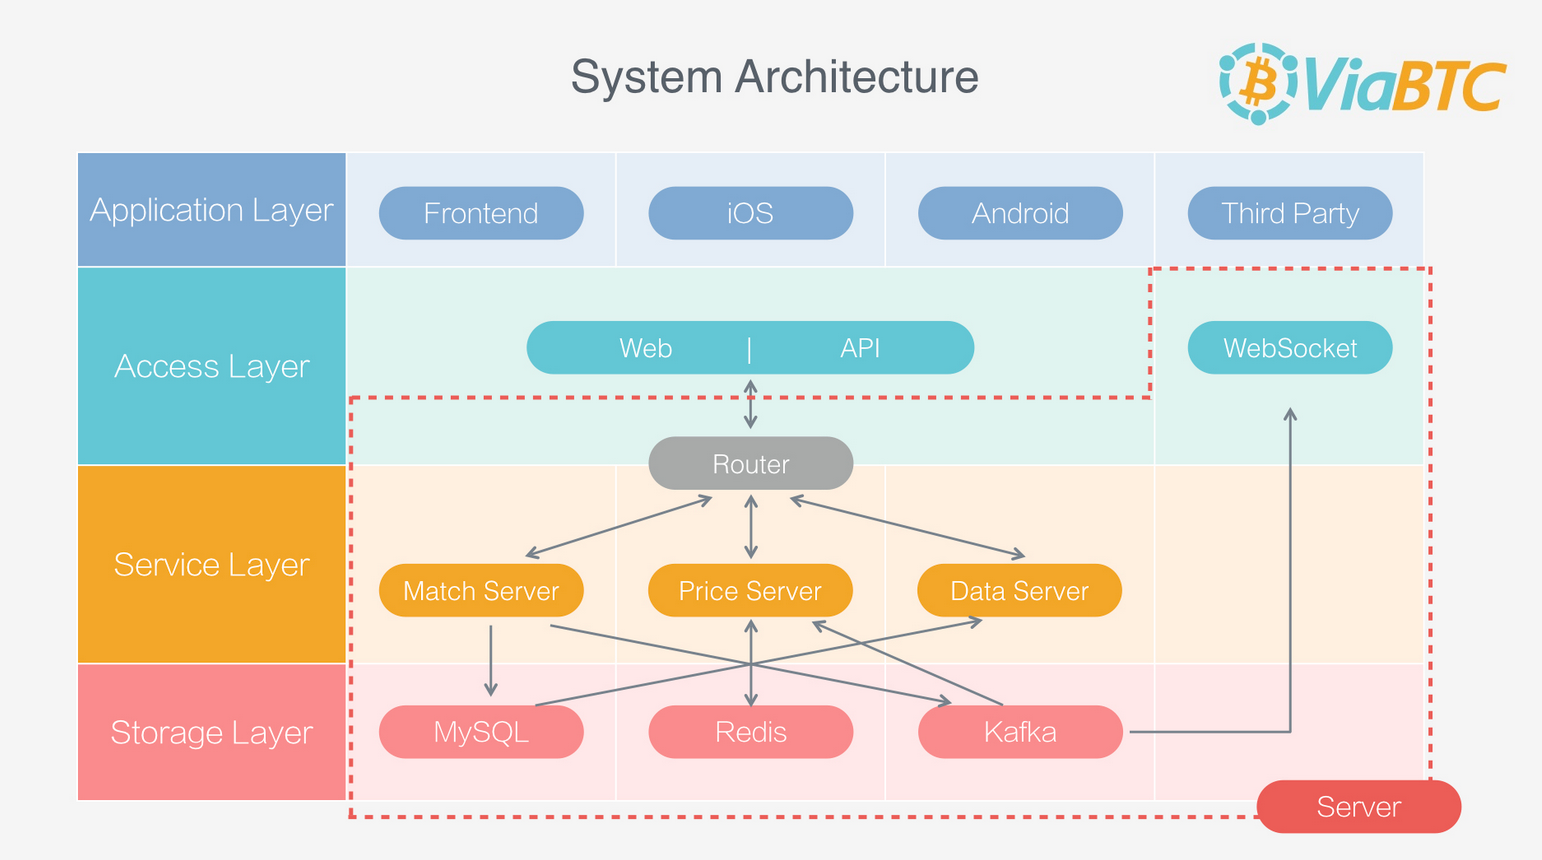 System Architecture
ViaBTC
Application Layer
Frontend
iOS
Android
Third Party
Access Layer
Web | API
WebSocket
Router
Service Layer
Match Server
Price Server
Data Server
Storage Layer
MySQL
Redis
Kafka
Server